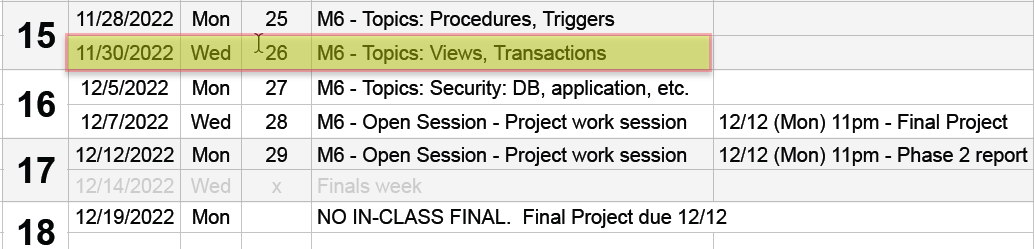 15
11/28/2022 Mon 25 M6 - Topics: Procedures, Triggers
11/30/2022 Wed 26 M6 - Topics: Views, Transactions
16
12/5/2022 Mon 27 M6 - Topics: Security: DB, application, etc.
12/7/2022 Wed 28 M6 - Open Session - Project work session 12/12 (Mon) 11pm - Final Project
17
12/12/2022 Mon 29 M6 - Open Session - Project work session 12/12 (Mon) 11pm - Phase 2 report
12/14/2022 Wed x Finals week
18
12/19/2022 Mon NO IN-CLASS FINAL. Final Project due 12/12